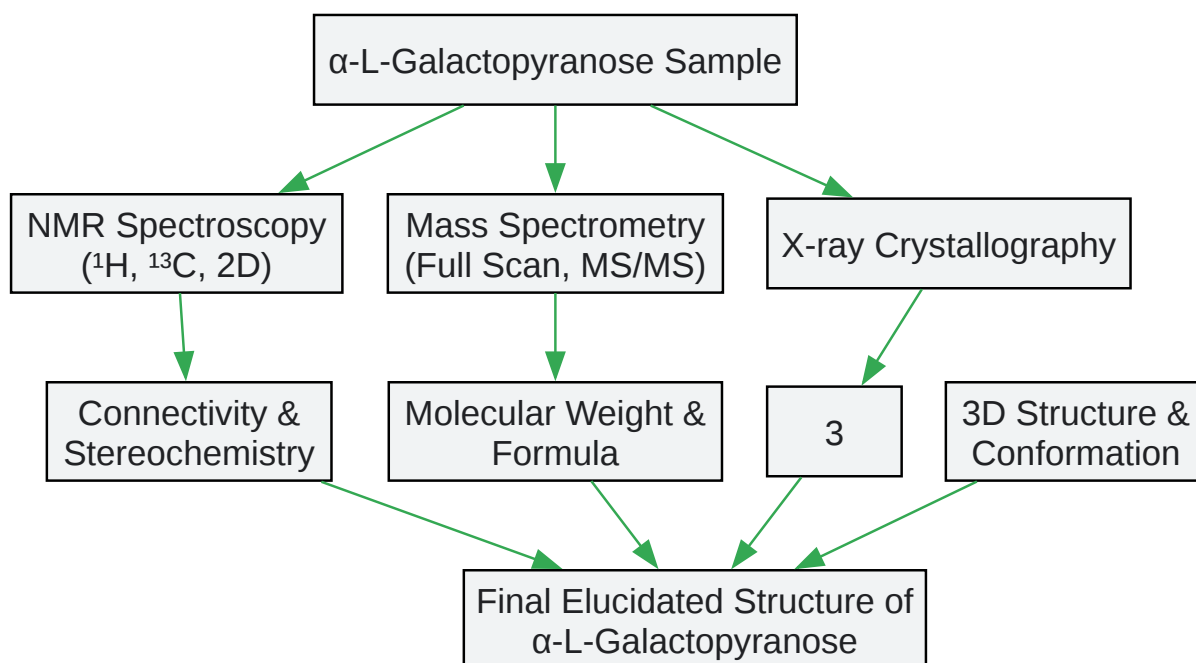 α-L-Galactopyranose Sample
NMR Spectroscopy
(¹H, ¹³C, 2D)
Mass Spectrometry
(Full Scan, MS/MS)
X-ray Crystallography
Connectivity &
Stereochemistry
Molecular Weight &
Formula
3
3D Structure &
Conformation
Final Elucidated Structure of
α-L-Galactopyranose